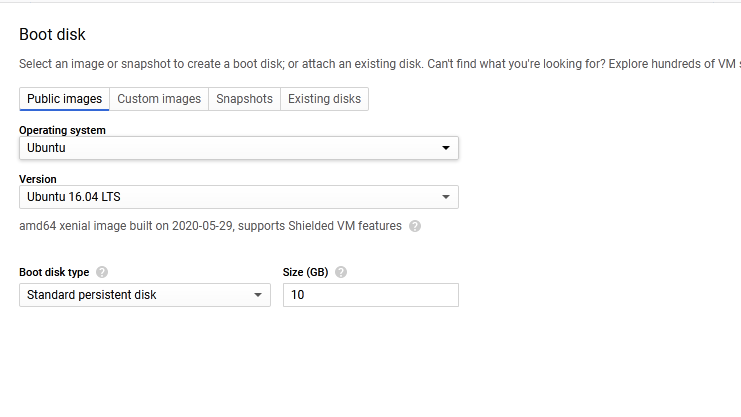 Boot disk
Select an image or snapshot to create a boot disk; or attach an existing disk. Can't find what you're looking for? Explore hundreds of VM
Public images Custom images Snapshots Existing disks
Operating system
Ubuntu
Version
Ubuntu 16.04 LTS
amd64 xenial image built on 2020-05-29, supports Shielded VM features ?
Boot disk type ? Size (GB) ?
Standard persistent disk 10